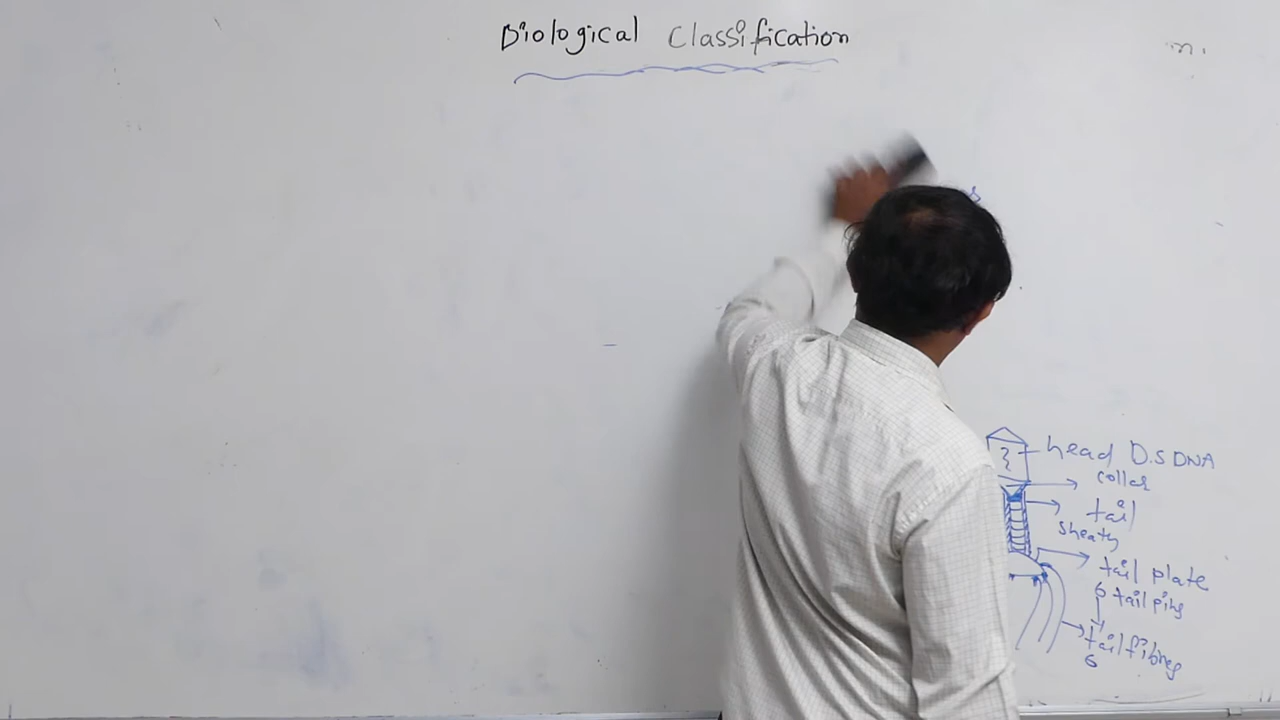 Biological Classification
head D.S DNA
collar
tail
sheath
tail plate
6 tail pins
tail fibres
6